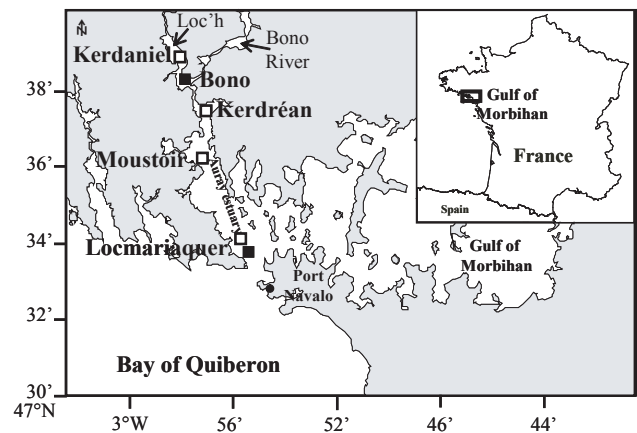 N
Loc'h
Kerdaniel
Bono
River
Bono
38'
Kerdréan
36'
Moustoir
Auray estuary
34'
Locmariaquer
Port
Navalo
Gulf of
Morbihan
32'
Bay of Quiberon
30'
47°N
3°W
56'
52'
46'
44'
Gulf of
Morbihan
France
Spain